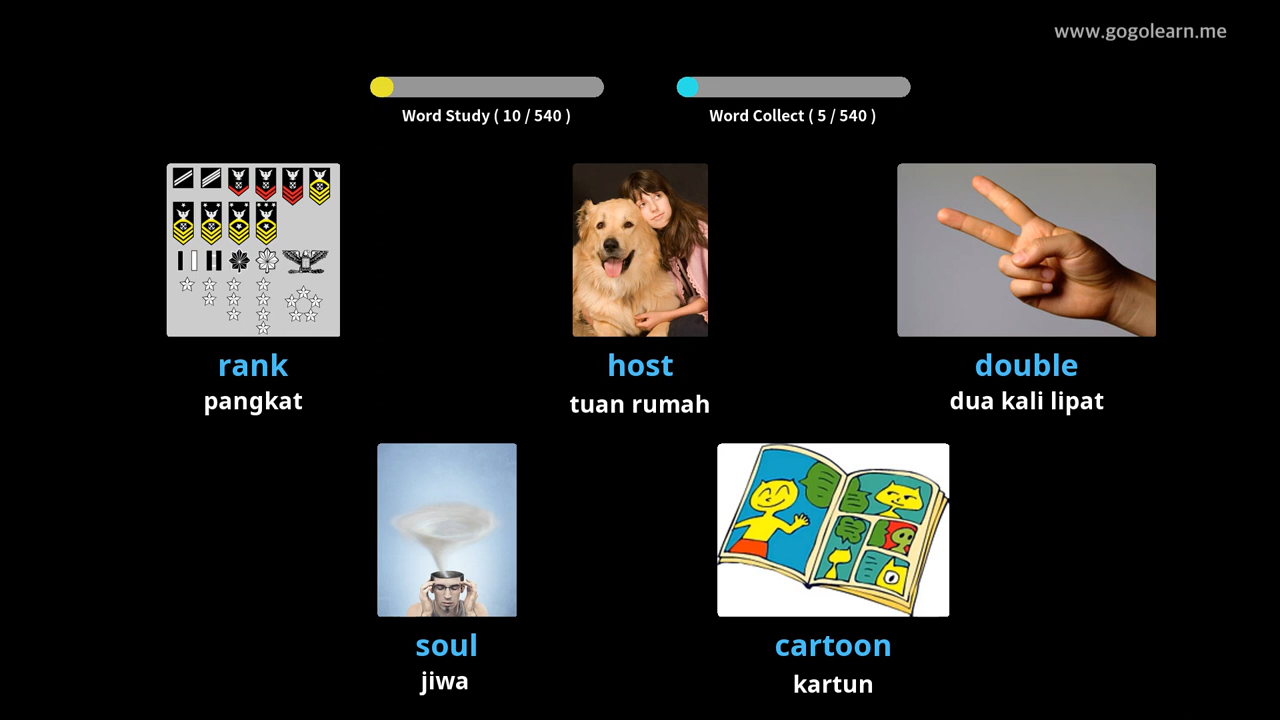 www.gogolearn.me
Word Study ( 10 / 540 )
Word Collect ( 5 / 540 )
rank
pangkat
host
tuan rumah
double
dua kali lipat
soul
jiwa
cartoon
kartun